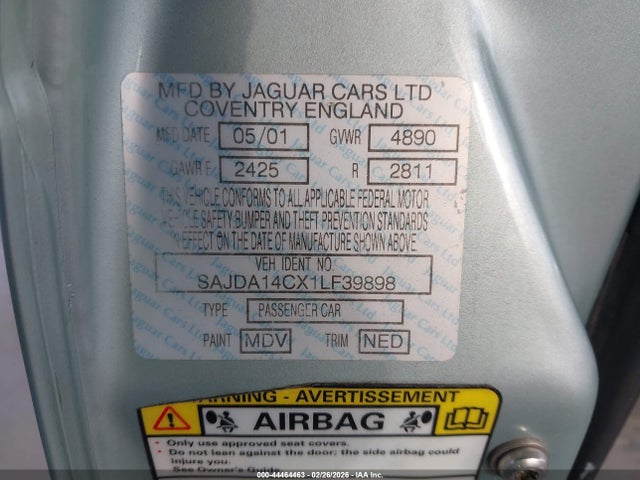 MFD BY JAGUAR CARS LTD
COVENTRY ENGLAND
MFD DATE 05/01 GVWR 4890
GAWR F. 2425 R 2811
THIS VEHICLE CONFORMS TO ALL APPLICABLE FEDERAL MOTOR
VEHICLE SAFETY, BUMPER AND THEFT PREVENTION STANDARDS
IN EFFECT ON THE DATE OF MANUFACTURE SHOWN ABOVE.
VEH IDENT NO.
SAJDA14CX1LF39898
TYPE PASSENGER CAR
PAINT MDV TRIM NED
WARNING - AVERTISSEMENT
AIRBAG
• Only use approved seat covers.
• Do not lean against the door; the side airbag could
injure you.
See Owner's Guide
000-44464463 02/26/2026 - IAA Inc.